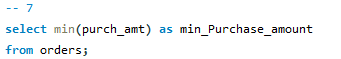 -- 7
select min(purch_amt) as min_Purchase_amount
from orders;